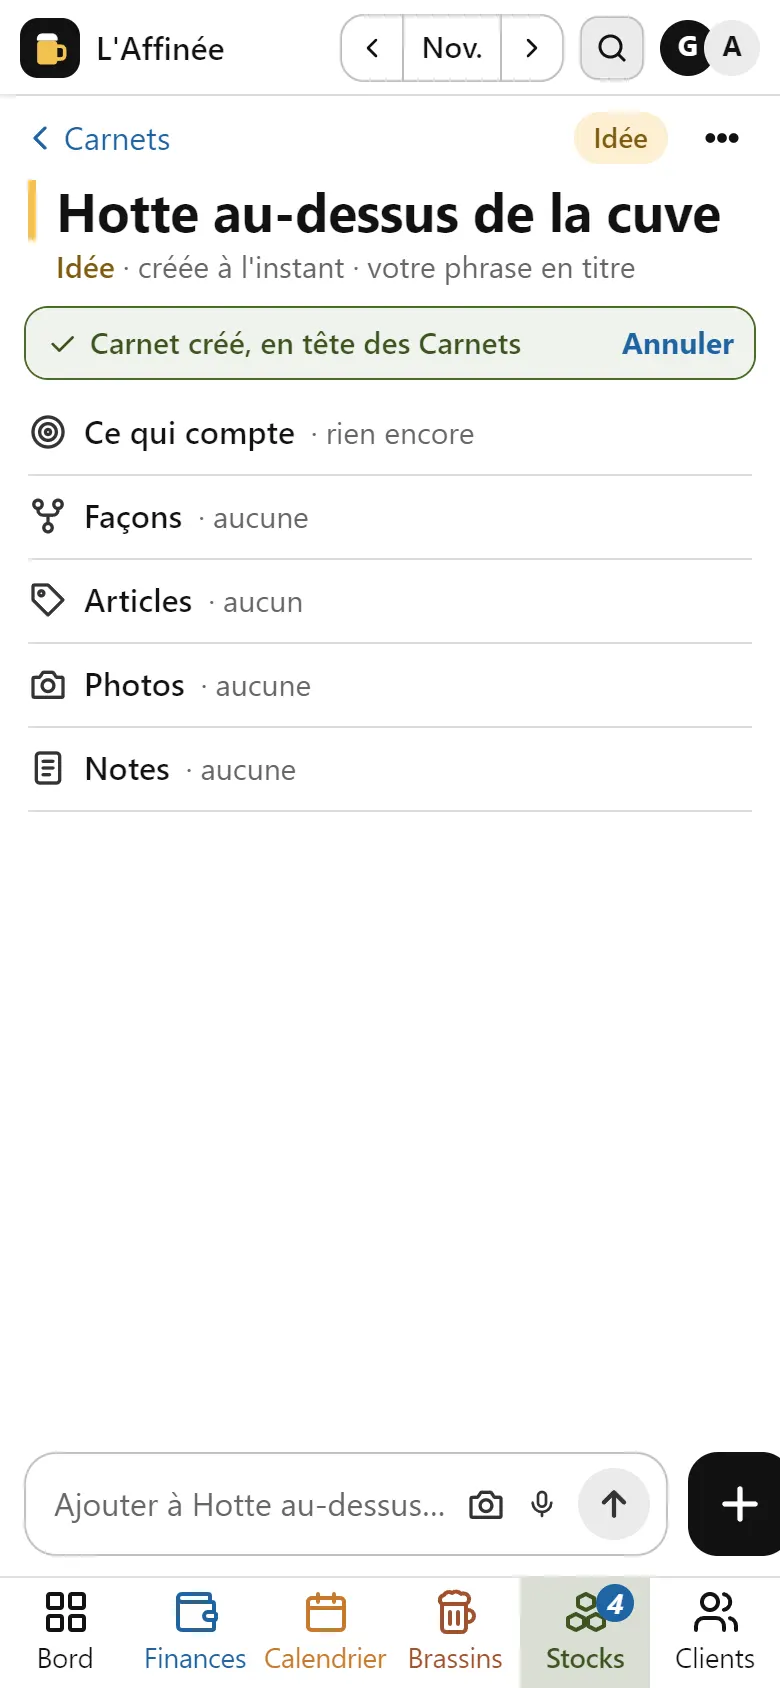 L'Affinée
Nov.
G A
Carnets
Idée
Hotte au-dessus de la cuve
Idée · créée à l'instant · votre phrase en titre
Carnet créé, en tête des Carnets
Annuler
Ce qui compte · rien encore
Façons · aucune
Articles · aucun
Photos · aucune
Notes · aucune
Ajouter à Hotte au-dessus...
4
Bord Finances Calendrier Brassins Stocks Clients